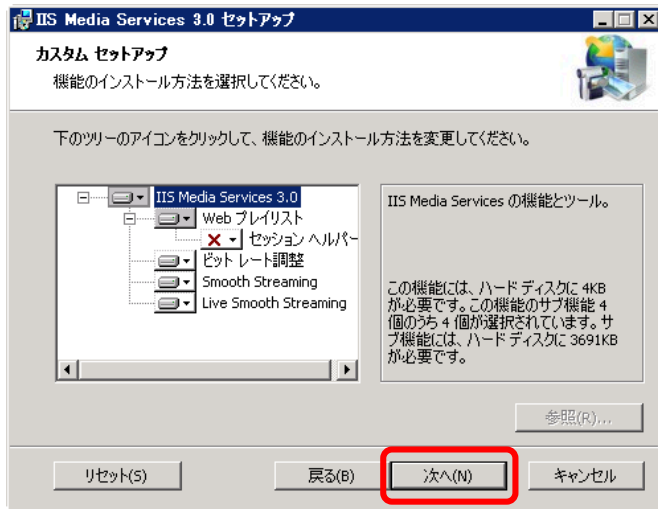 IIS Media Services 3.0 セットアップ
カスタム セットアップ
機能のインストール方法を選択してください。
下のツリーのアイコンをクリックして、機能のインストール方法を変更してください。
IIS Media Services 3.0
Web プレイリスト
セッション ヘルパー
ビット レート調整
Smooth Streaming
Live Smooth Streaming
IIS Media Services の機能とツール。
この機能には、ハード ディスクに 4KB
が必要です。この機能のサブ機能 4
個のうち 4 個が選択されています。サ
ブ機能には、ハード ディスクに 3691KB
が必要です。
参照(R)...
リセット(S)
戻る(B)
次へ(N)
キャンセル